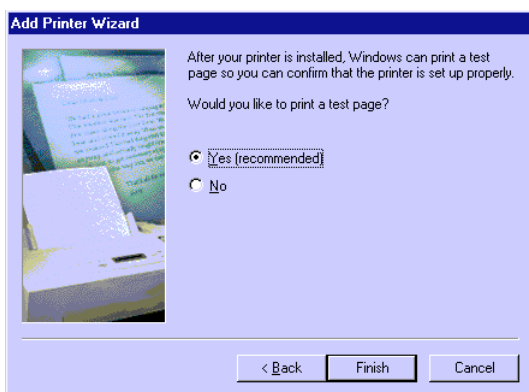 Add Printer Wizard
After your printer is installed, Windows can print a test
page so you can confirm that the printer is set up properly.
Would you like to print a test page?
Yes (recommended)
No
< Back
Finish
Cancel